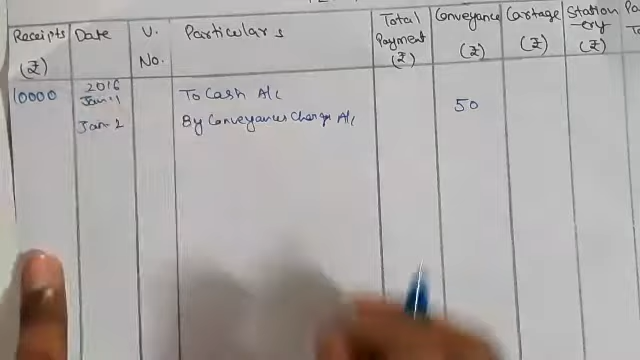 Receipts (₹) Date V. No. Particulars Total Payment (₹) Conveyance (₹) Cartage (₹) Station-ery (₹)
10000 2016 Jan-1 To Cash A/c
Jan-2 By Conveyances Charge A/c 50